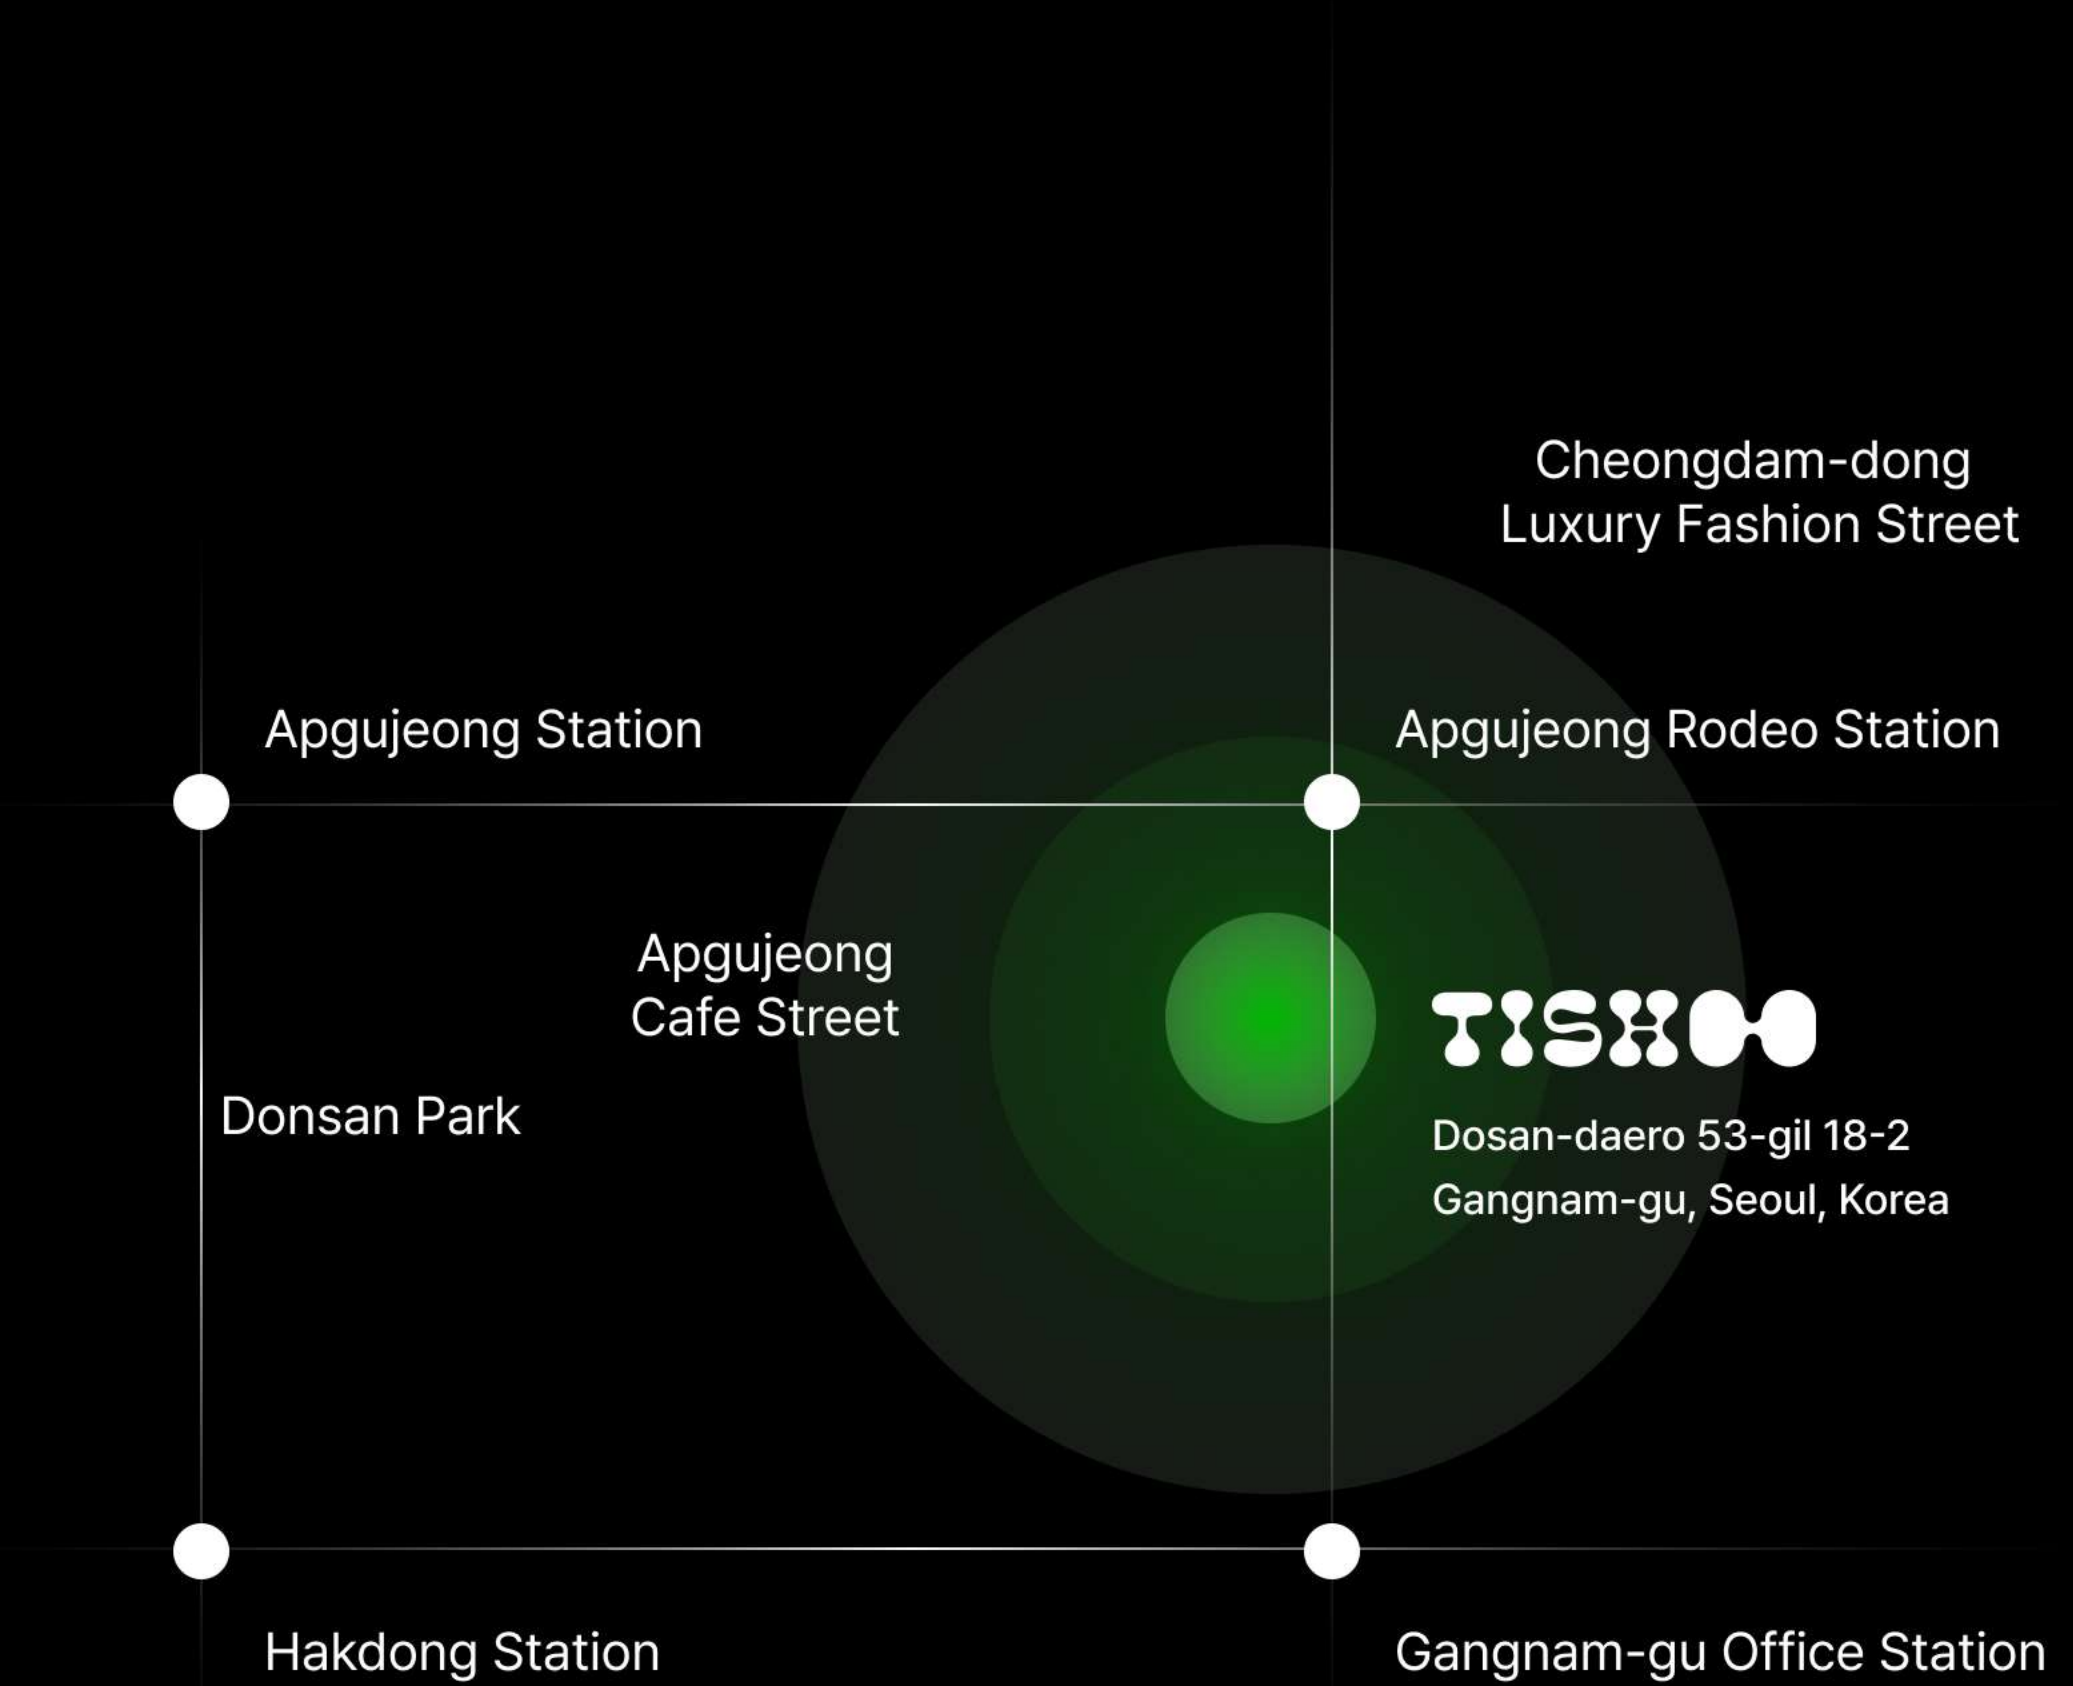 Cheongdam-dong
Luxury Fashion Street
Apgujeong Station
Apgujeong Rodeo Station
Apgujeong
Cafe Street
TISHOO
Donsan Park
Dosan-daero 53-gil 18-2
Gangnam-gu, Seoul, Korea
Hakdong Station
Gangnam-gu Office Station